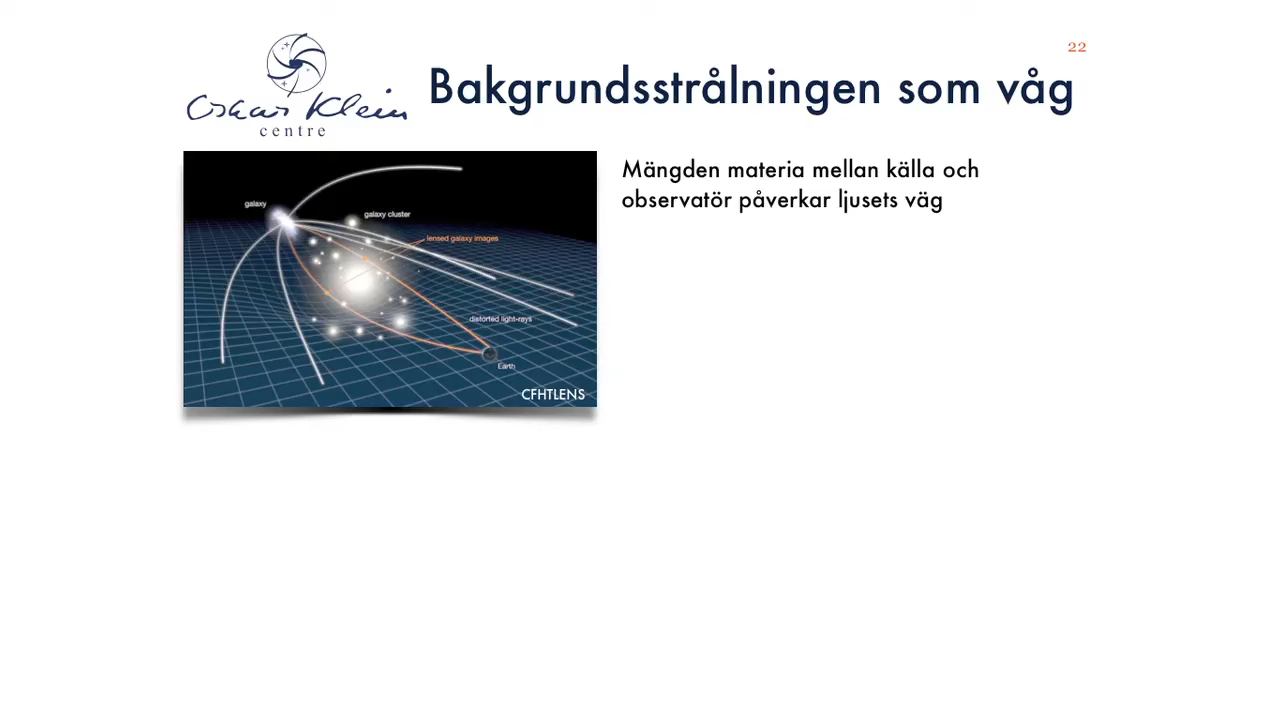 22
Oskar Klein
centre
Bakgrundsstrålningen som våg
Mängden materia mellan källa och
observatör påverkar ljusets väg
galaxy
galaxy cluster
lensed galaxy images
distorted light-rays
Earth
CFHTLENS